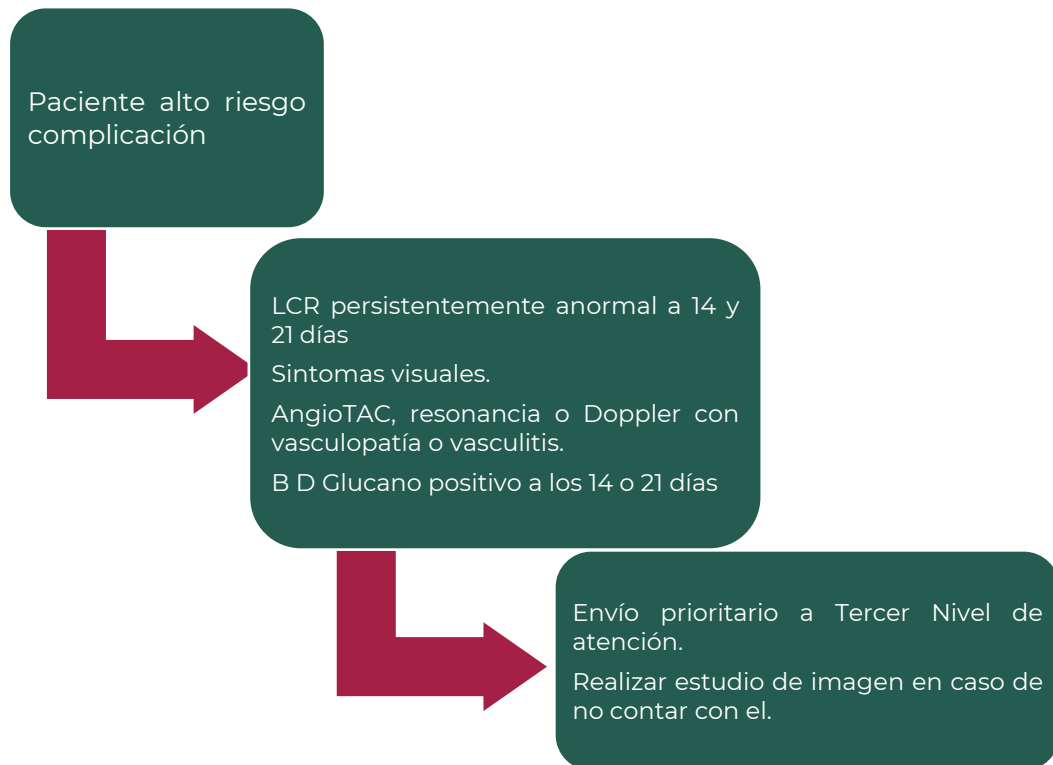 Paciente alto riesgo
complicación
LCR persistentemente anormal a 14 y
21 días
Sintomas visuales.
AngioTAC, resonancia o Doppler con
vasculopatía o vasculitis.
B D Glucano positivo a los 14 o 21 días
Envío prioritario a Tercer Nivel de
atención.
Realizar estudio de imagen en caso de
no contar con el.